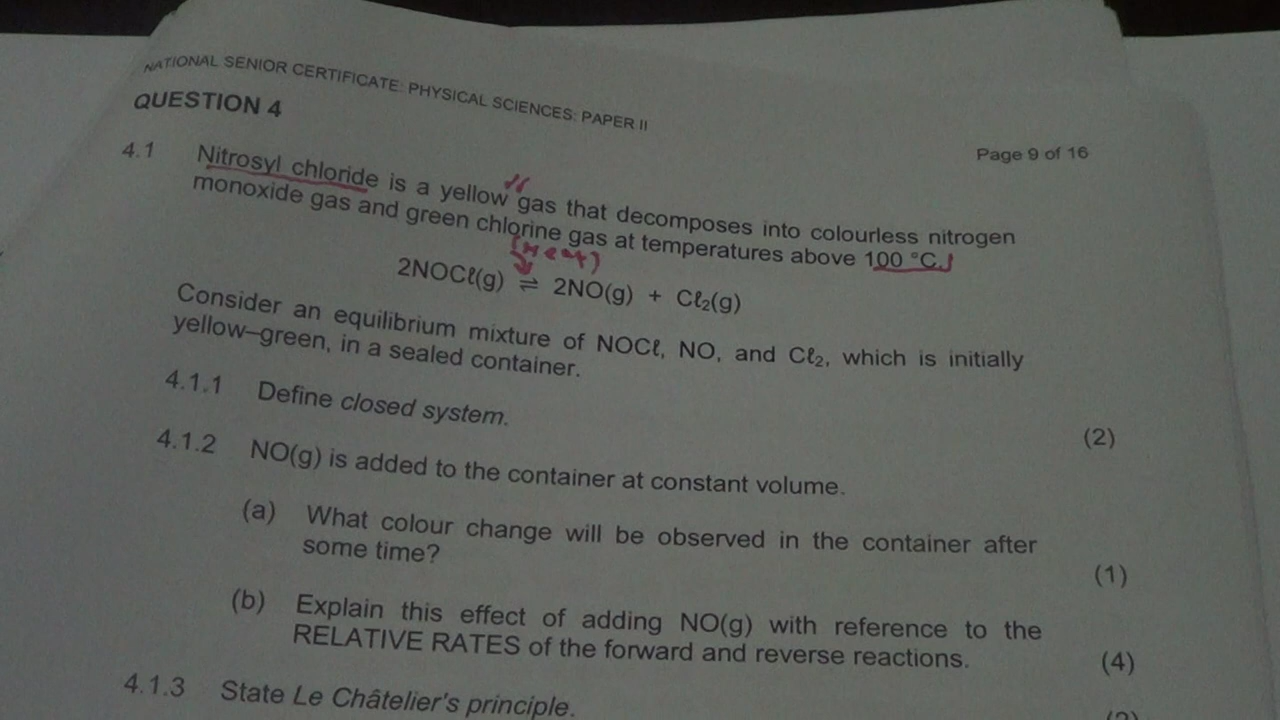 NATIONAL SENIOR CERTIFICATE: PHYSICAL SCIENCES: PAPER II
Page 9 of 16
QUESTION 4
4.1 Nitrosyl chloride is a yellow gas that decomposes into colourless nitrogen
monoxide gas and green chlorine gas at temperatures above 100 °C.
(Heat)
2NOCℓ(g) ⇌ 2NO(g) + Cℓ₂(g)
Consider an equilibrium mixture of NOCℓ, NO, and Cℓ₂, which is initially
yellow–green, in a sealed container.
4.1.1 Define closed system. (2)
4.1.2 NO(g) is added to the container at constant volume.
(a) What colour change will be observed in the container after
some time? (1)
(b) Explain this effect of adding NO(g) with reference to the
RELATIVE RATES of the forward and reverse reactions. (4)
4.1.3 State Le Châtelier's principle.